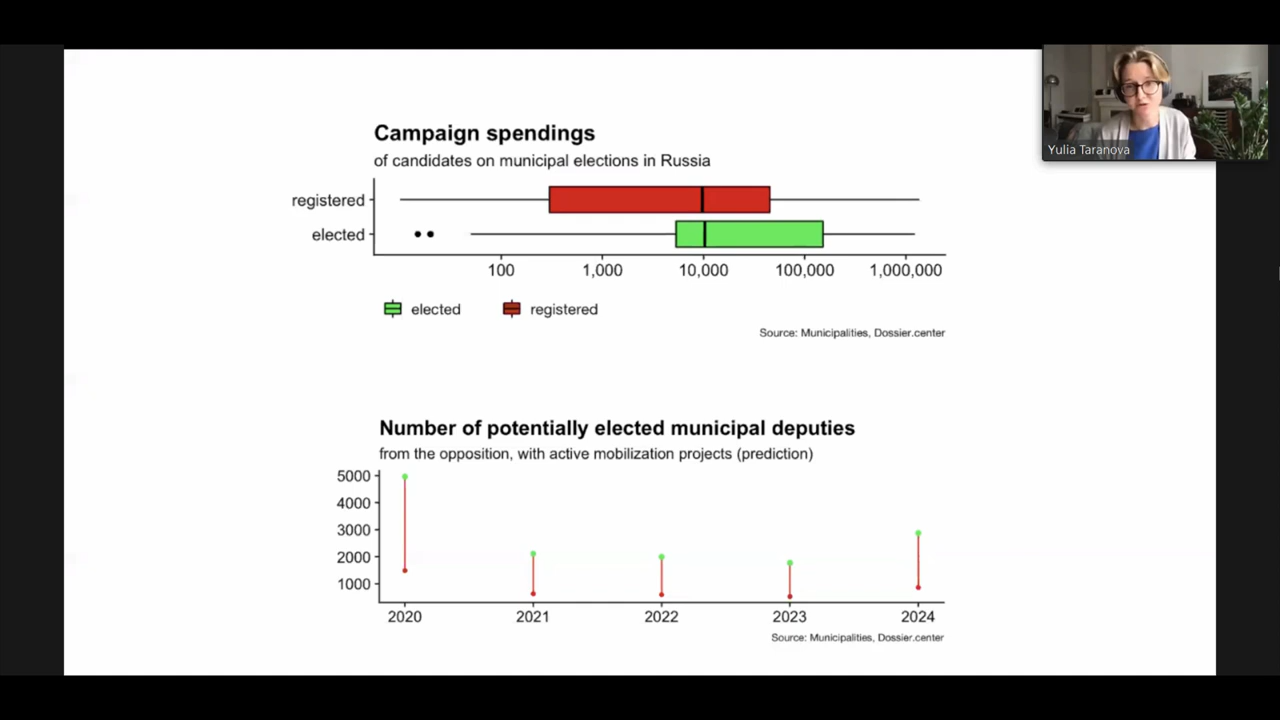 Yulia Taranova
Campaign spendings
of candidates on municipal elections in Russia
registered
elected
100 1,000 10,000 100,000 1,000,000
elected registered
Source: Municipalities, Dossier.center
Number of potentially elected municipal deputies
from the opposition, with active mobilization projects (prediction)
5000
4000
3000
2000
1000
2020 2021 2022 2023 2024
Source: Municipalities, Dossier.center